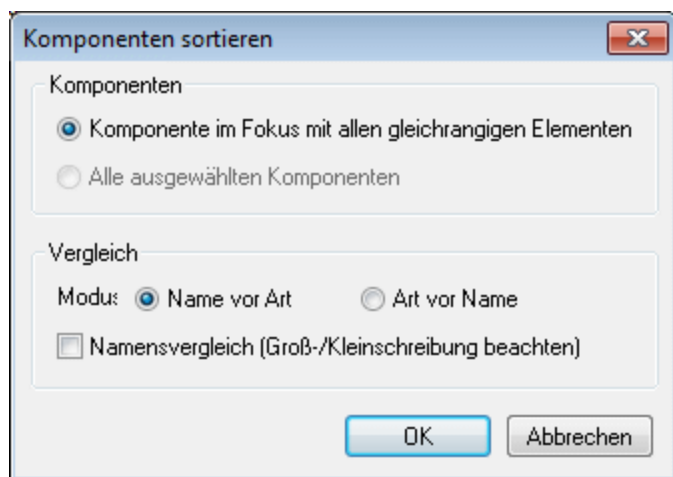 Komponenten sortieren
Komponenten
Komponente im Fokus mit allen gleichrangigen Elementen
Alle ausgewählten Komponenten
Vergleich
Modus Name vor Art Art vor Name
Namensvergleich (Groß-/Kleinschreibung beachten)
OK Abbrechen